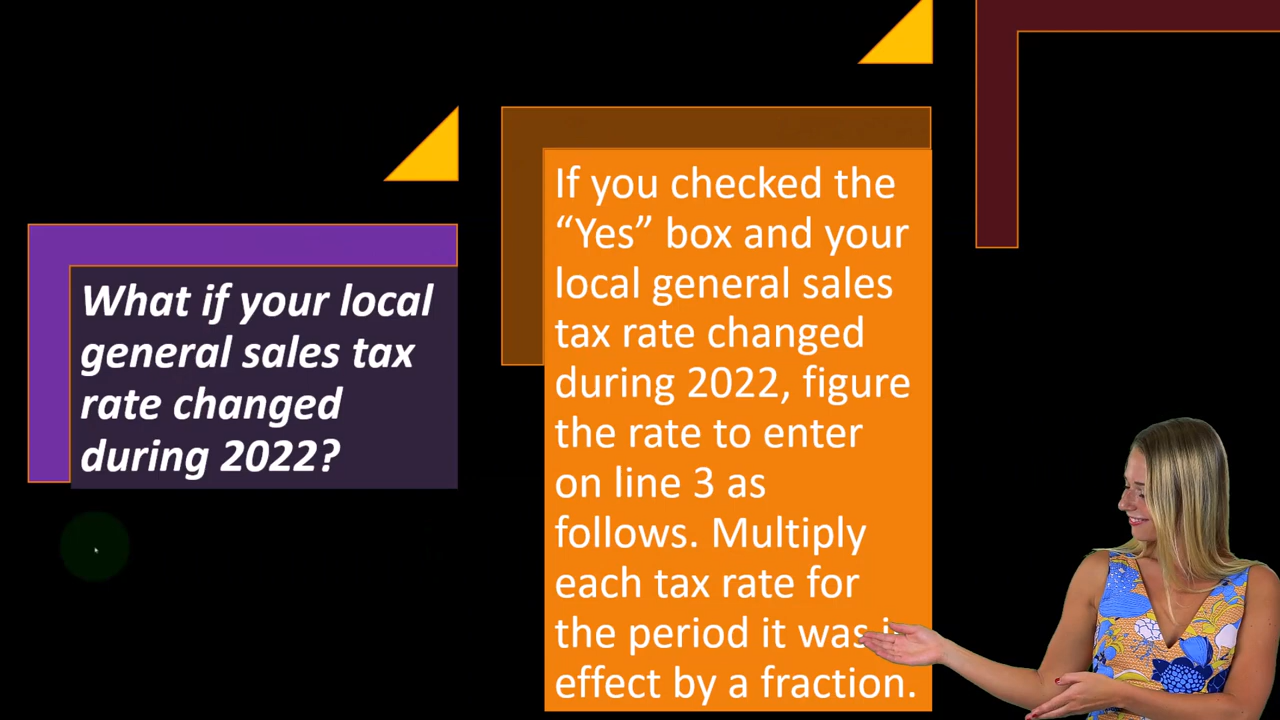 What if your local
general sales tax
rate changed
during 2022?
If you checked the
“Yes” box and your
local general sales
tax rate changed
during 2022, figure
the rate to enter
on line 3 as
follows. Multiply
each tax rate for
the period it was
effect by a fraction.